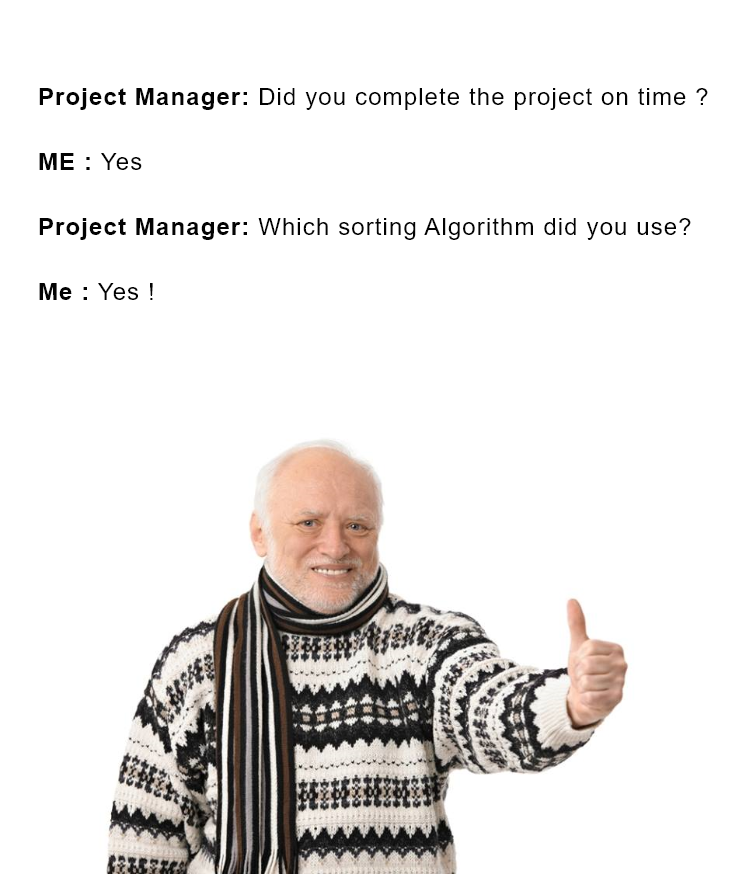 Project Manager: Did you complete the project on time ?
ME : Yes
Project Manager: Which sorting Algorithm did you use?
Me : Yes !